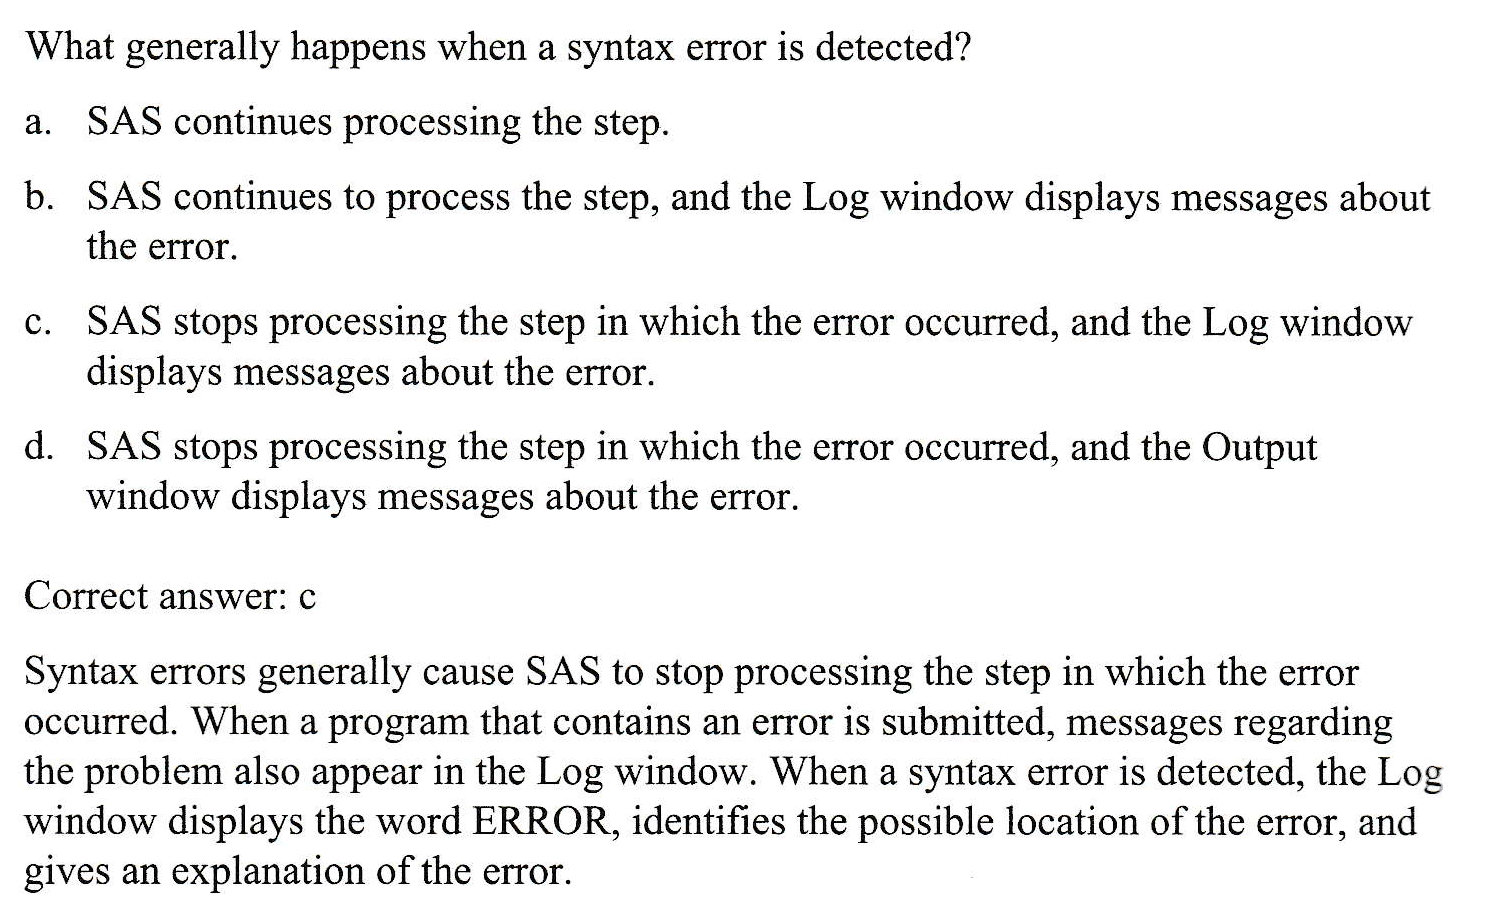 What generally happens when a syntax error is detected?
a. SAS continues processing the step.
b. SAS continues to process the step, and the Log window displays messages about
the error.
c. SAS stops processing the step in which the error occurred, and the Log window
displays messages about the error.
d. SAS stops processing the step in which the error occurred, and the Output
window displays messages about the error.
Correct answer: c
Syntax errors generally cause SAS to stop processing the step in which the error
occurred. When a program that contains an error is submitted, messages regarding
the problem also appear in the Log window. When a syntax error is detected, the Log
window displays the word ERROR, identifies the possible location of the error, and
gives an explanation of the error.